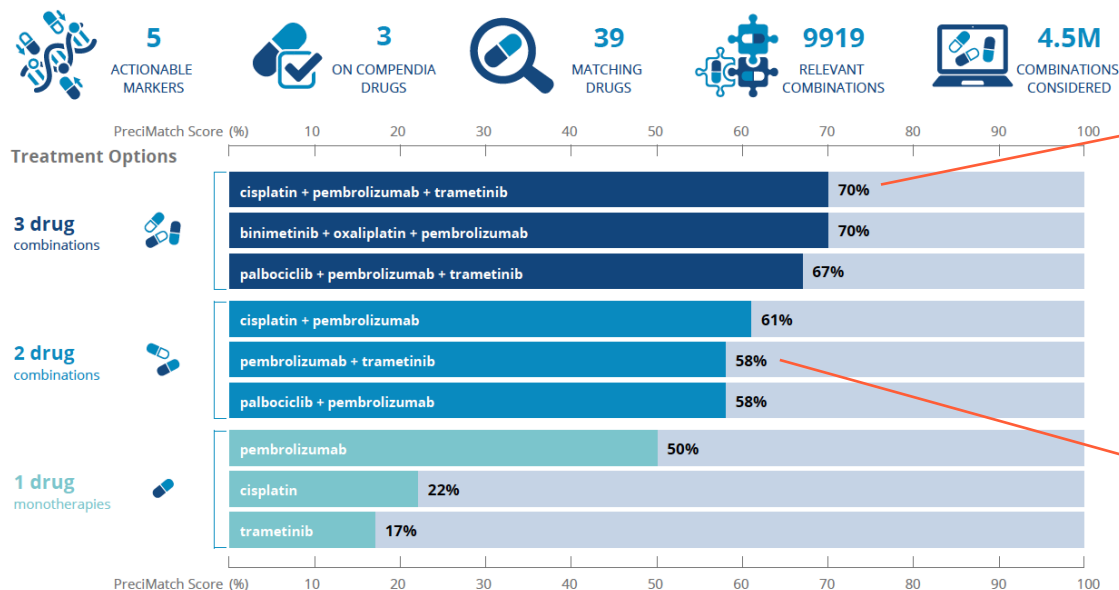 5
ACTIONABLE
MARKERS
3
ON COMPENDIA
DRUGS
39
MATCHING
DRUGS
9919
RELEVANT
COMBINATIONS
4.5M
COMBINATIONS
CONSIDERED
PreciMatch Score (%) 10 20 30 40 50 60 70 80 90 100
Treatment Options
3 drug
combinations
cisplatin + pembrolizumab + trametinib 70%
binimetinib + oxaliplatin + pembrolizumab 70%
palbociclib + pembrolizumab + trametinib 67%
2 drug
combinations
cisplatin + pembrolizumab 61%
pembrolizumab + trametinib 58%
palbociclib + pembrolizumab 58%
1 drug
monotherapies
pembrolizumab 50%
cisplatin 22%
trametinib 17%
PreciMatch Score (%) 10 20 30 40 50 60 70 80 90 100